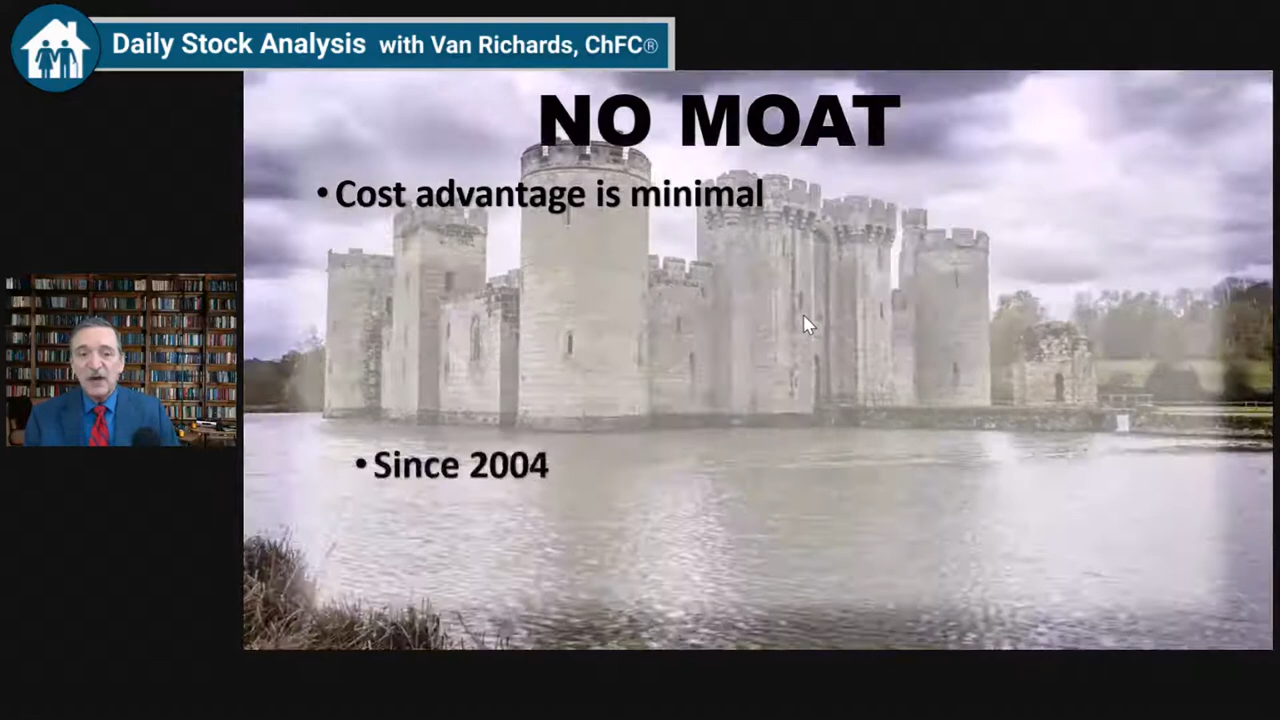 Daily Stock Analysis with Van Richards, ChFC®
NO MOAT
• Cost advantage is minimal
• Since 2004